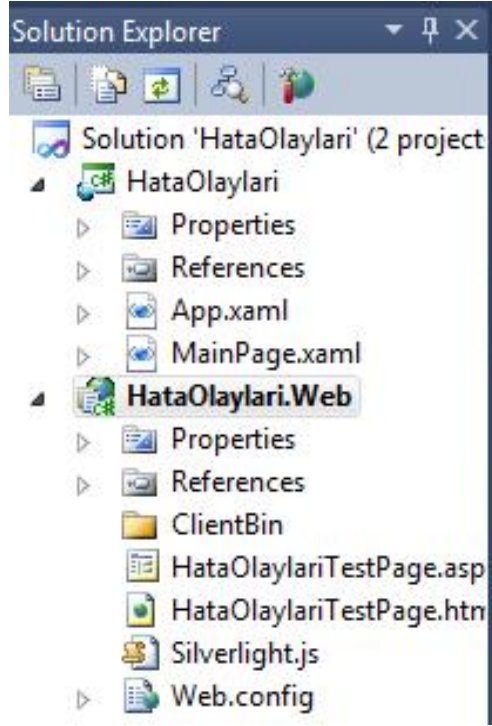 Solution Explorer
Solution 'HataOlaylari' (2 project
HataOlaylari
Properties
References
App.xaml
MainPage.xaml
HataOlaylari.Web
Properties
References
ClientBin
HataOlaylariTestPage.asp
HataOlaylariTestPage.htm
Silverlight.js
Web.config